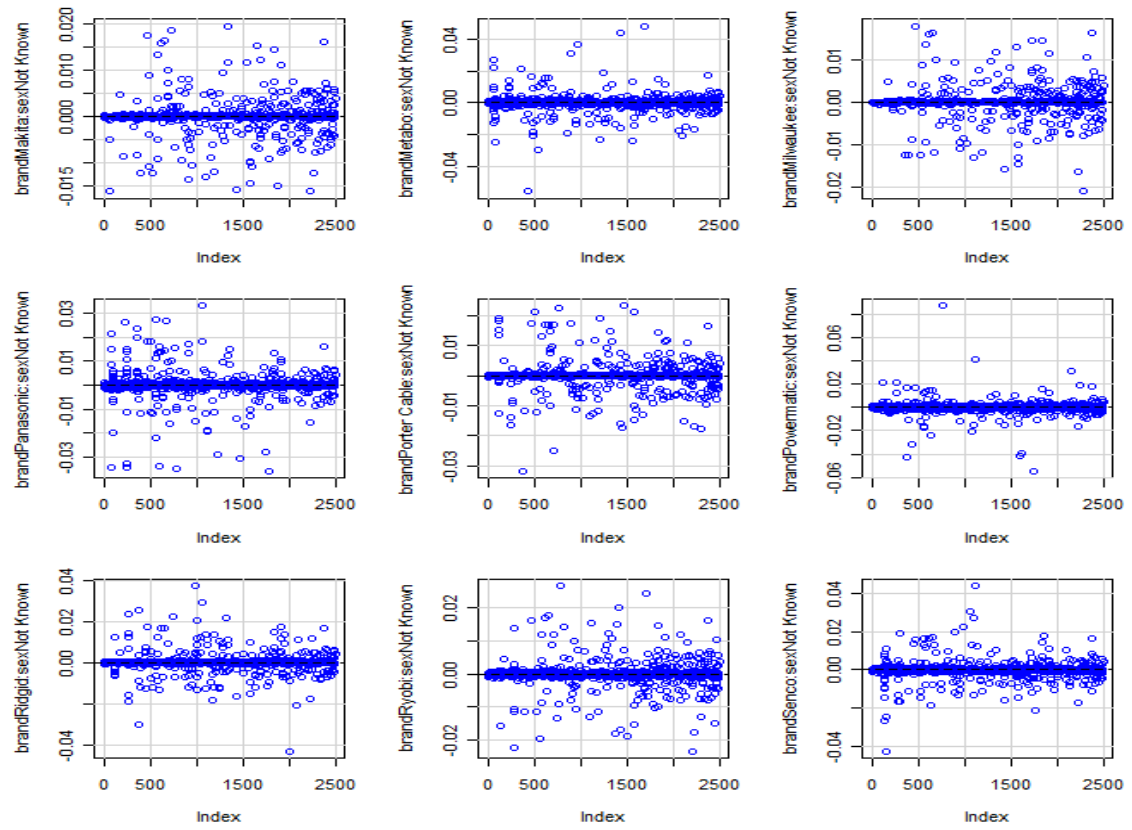 brandMakita:sexNot Known
-0.015 0.000 0.010 0.020
0 500 1500 2500
Index
brandMetabo:sexNot Known
-0.04 0.00 0.04
0 500 1500 2500
Index
brandMilwaukee:sexNot Known
-0.02 -0.01 0.00 0.01
0 500 1500 2500
Index
brandPanasonic:sexNot Known
-0.03 -0.01 0.01 0.03
0 500 1500 2500
Index
brandPorter Cable:sexNot Known
-0.03 -0.01 0.01
0 500 1500 2500
Index
brandPowermatic:sexNot Known
-0.06 -0.02 0.02 0.06
0 500 1500 2500
Index
brandRidgid:sexNot Known
-0.04 0.00 0.02 0.04
0 500 1500 2500
Index
brandRyobi:sexNot Known
-0.02 0.00 0.02
0 500 1500 2500
Index
brandSenco:sexNot Known
-0.04 -0.02 0.00 0.02 0.04
0 500 1500 2500
Index